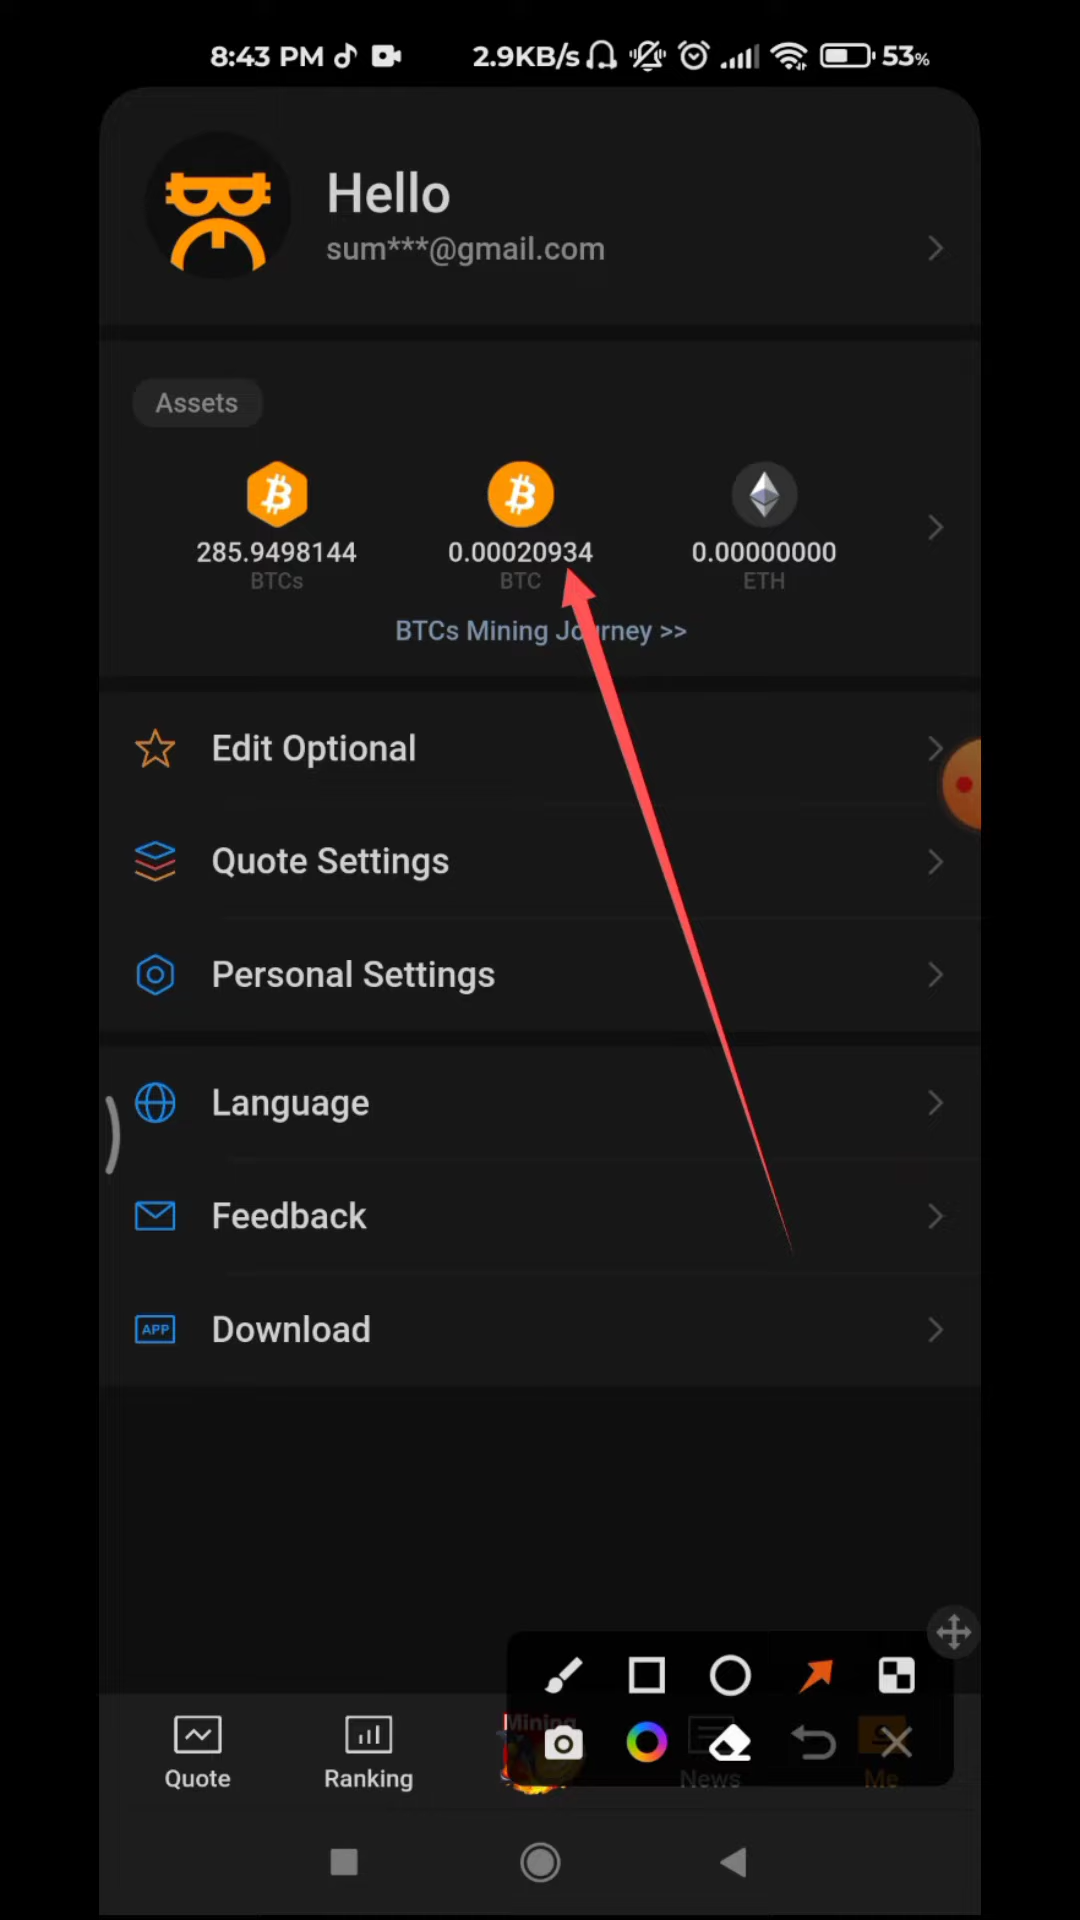 8:43 PM 2.9KB/s 53%
Hello
sum***@gmail.com
Assets
285.9498144 0.00020934 0.00000000
BTCs BTC ETH
BTCs Mining Journey >>
Edit Optional
Quote Settings
Personal Settings
Language
Feedback
APP Download
Mining
Quote Ranking News Me